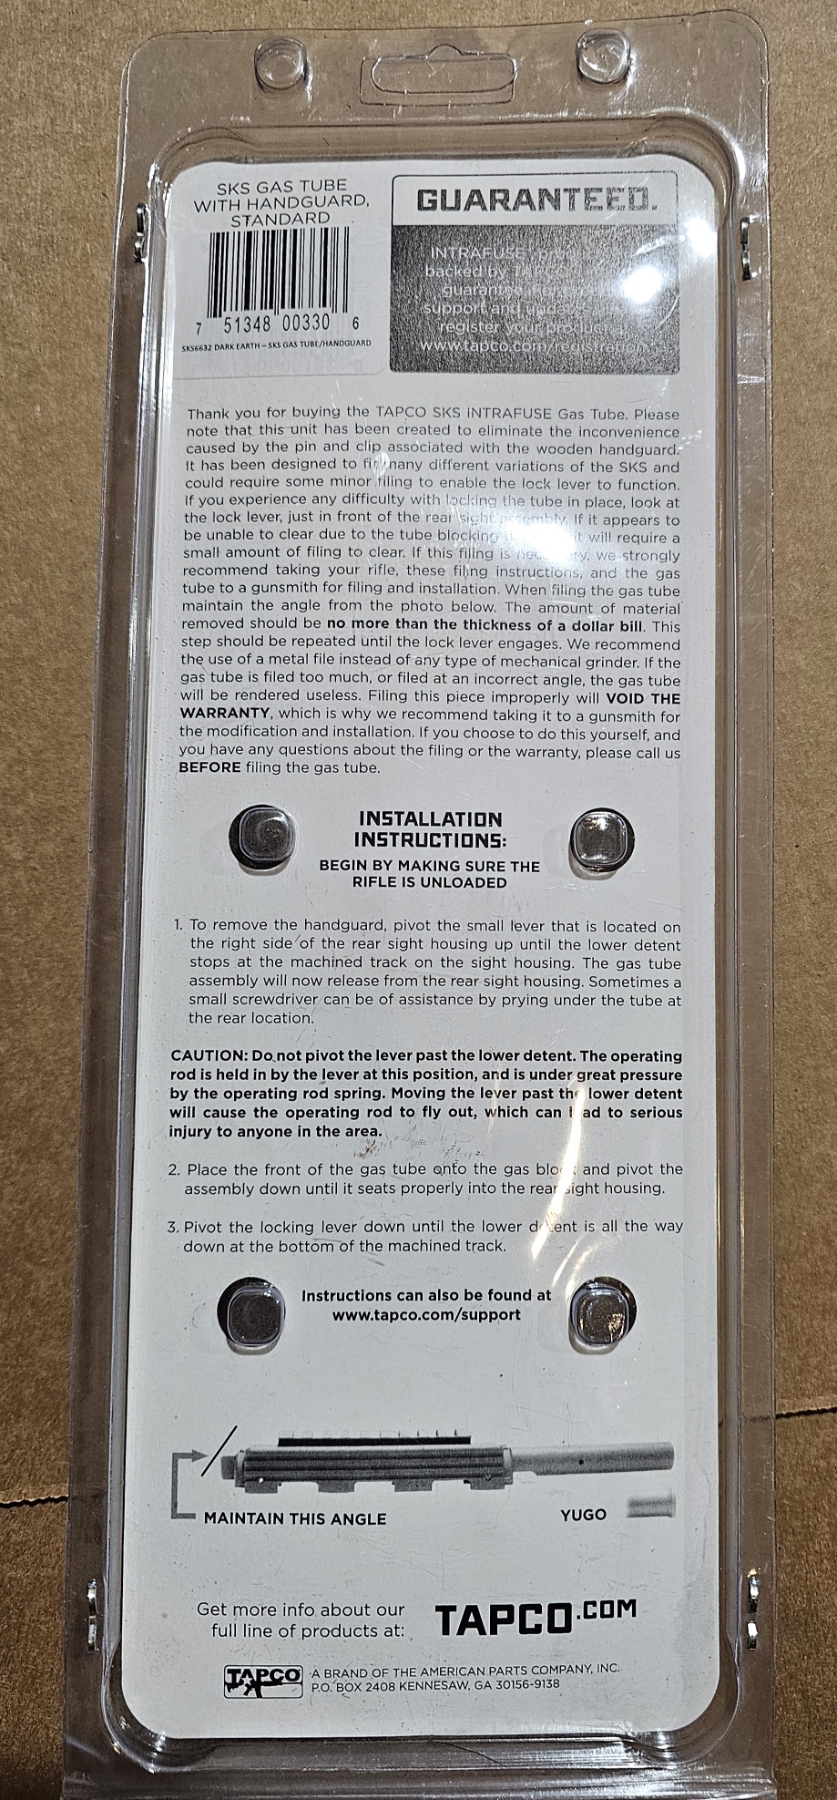 SKS GAS TUBE
WITH HANDGUARD,
STANDARD
7 51348 00330 6
SKS6632 DARK EARTH-SKS GAS TUBE/HANDGUARD
GUARANTEED.
INTRAFUSE
backed by
guarantee.
support and
register your product
www.tapco.com/registration
Thank you for buying the TAPCO SKS INTRAFUSE Gas Tube. Please
note that this unit has been created to eliminate the inconvenience
caused by the pin and clip associated with the wooden handguard.
It has been designed to fit many different variations of the SKS and
could require some minor filing to enable the lock lever to function.
If you experience any difficulty with locking the tube in place, look at
the lock lever, just in front of the rear sight assembly. If it appears to
be unable to clear due to the tube blocking it will require a
small amount of filing to clear. If this filing is necessary, we strongly
recommend taking your rifle, these filing instructions, and the gas
tube to a gunsmith for filing and installation. When filing the gas tube
maintain the angle from the photo below. The amount of material
removed should be no more than the thickness of a dollar bill. This
step should be repeated until the lock lever engages. We recommend
the use of a metal file instead of any type of mechanical grinder. If the
gas tube is filed too much, or filed at an incorrect angle, the gas tube
will be rendered useless. Filing this piece improperly will VOID THE
WARRANTY, which is why we recommend taking it to a gunsmith for
the modification and installation. If you choose to do this yourself, and
you have any questions about the filing or the warranty, please call us
BEFORE filing the gas tube.
INSTALLATION
INSTRUCTIONS:
BEGIN BY MAKING SURE THE
RIFLE IS UNLOADED
1. To remove the handguard, pivot the small lever that is located on
the right side of the rear sight housing up until the lower detent
stops at the machined track on the sight housing. The gas tube
assembly will now release from the rear sight housing. Sometimes a
small screwdriver can be of assistance by prying under the tube at
the rear location.
CAUTION: Do not pivot the lever past the lower detent. The operating
rod is held in by the lever at this position, and is under great pressure
by the operating rod spring. Moving the lever past the lower detent
will cause the operating rod to fly out, which can lead to serious
injury to anyone in the area.
2. Place the front of the gas tube onto the gas block and pivot the
assembly down until it seats properly into the rear sight housing.
3. Pivot the locking lever down until the lower detent is all the way
down at the bottom of the machined track.
Instructions can also be found at
www.tapco.com/support
MAINTAIN THIS ANGLE
YUGO
Get more info about our
full line of products at:
TAPCO.COM
TAPCO
A BRAND OF THE AMERICAN PARTS COMPANY, INC.
P.O. BOX 2408 KENNESAW, GA 30156-9138